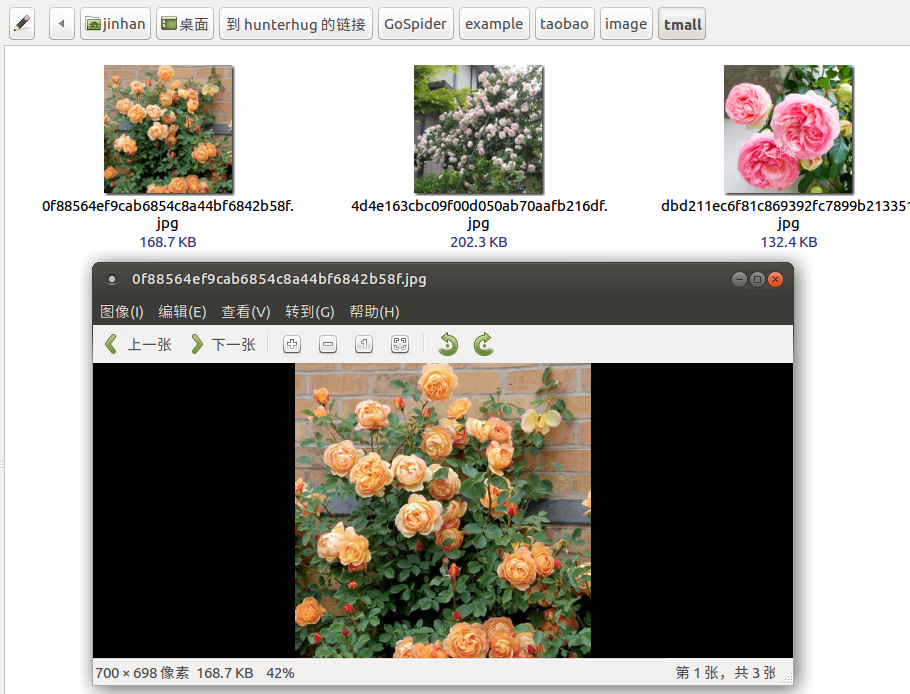 jinhan 桌面 到 hunterhug 的链接 GoSpider example taobao image tmall
0f88564ef9cab6854c8a44bf6842b58f.
jpg
168.7 KB
4d4e163cbc09f00d050ab70aafb216df.
jpg
202.3 KB
dbd211ec6f81c869392fc7899b213351
jpg
132.4 KB
0f88564ef9cab6854c8a44bf6842b58f.jpg
图像(I) 编辑(E) 查看(V) 转到(G) 帮助(H)
上一张 下一张
700 × 698 像素 168.7 KB 42%
第 1 张，共 3 张